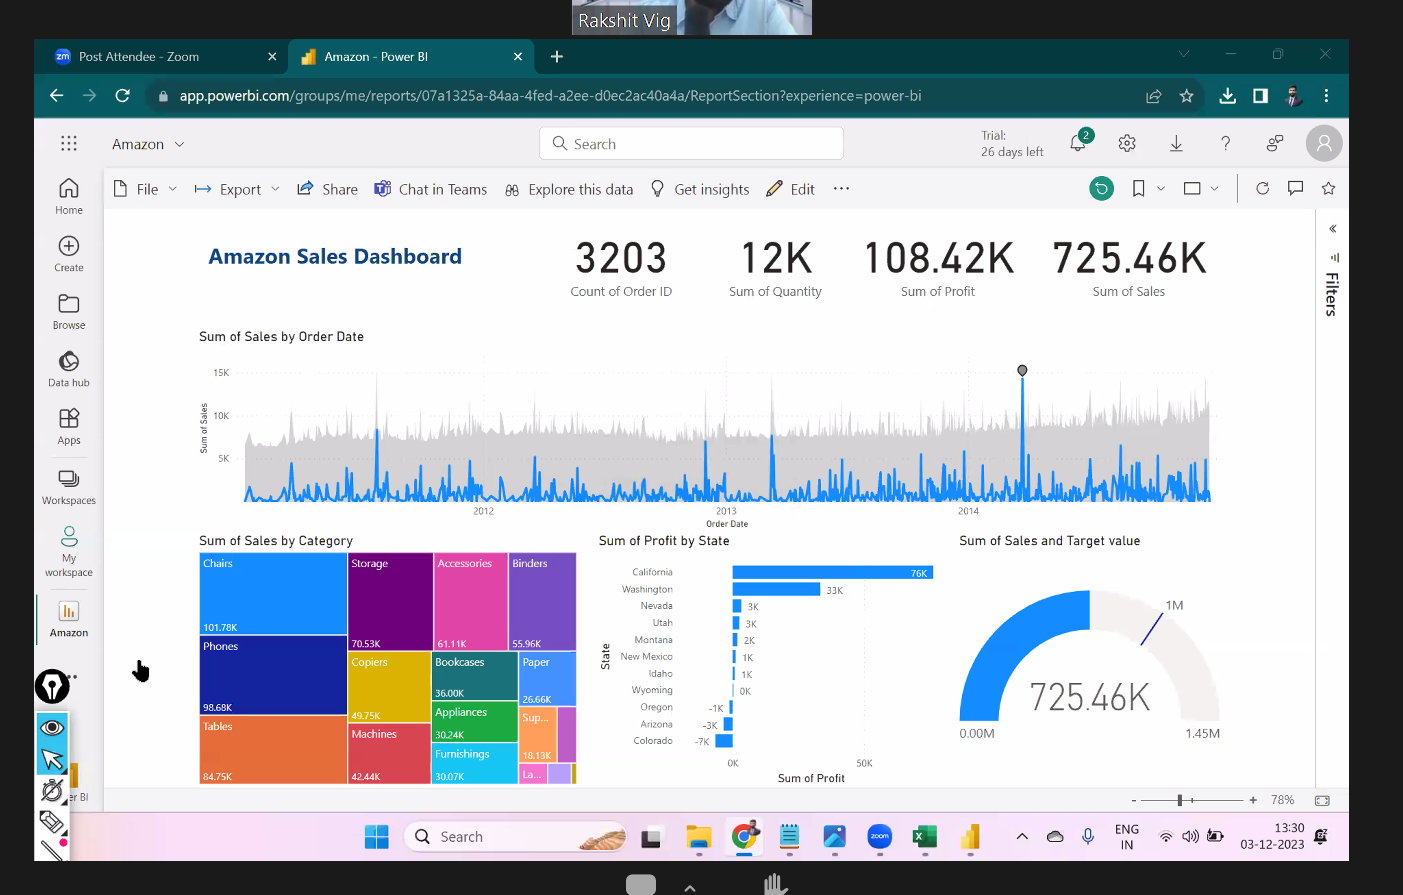 Rakshit Vig
zm Post Attendee - Zoom
Amazon - Power BI
app.powerbi.com/groups/me/reports/07a1325a-84aa-4fed-a2ee-d0ec2ac40a4a/ReportSection?experience=power-bi
Amazon
Search
Trial:
26 days left
2
File
Export
Share
Chat in Teams
Explore this data
Get insights
Edit
Home
Create
Browse
Data hub
Apps
Workspaces
My
workspace
Amazon
er BI
Filters
Amazon Sales Dashboard
3203
Count of Order ID
12K
Sum of Quantity
108.42K
Sum of Profit
725.46K
Sum of Sales
Sum of Sales by Order Date
15K
10K
5K
Sum of Sales
2012
2013
2014
Order Date
Sum of Sales by Category
Chairs
101.78K
Phones
98.68K
Tables
84.75K
Storage
70.53K
Accessories
61.11K
Binders
55.96K
Copiers
49.75K
Machines
42.44K
Bookcases
36.00K
Appliances
30.24K
Furnishings
30.07K
Paper
26.66K
Sup...
18.13K
La...
Sum of Profit by State
State
California 76K
Washington 33K
Nevada 3K
Utah 3K
Montana 2K
New Mexico 1K
Idaho 1K
Wyoming 0K
Oregon -1K
Arizona -3K
Colorado -7K
0K 50K
Sum of Profit
Sum of Sales and Target value
1M
725.46K
0.00M
1.45M
- + 78%
Search
zoom
ENG
IN
13:30
03-12-2023